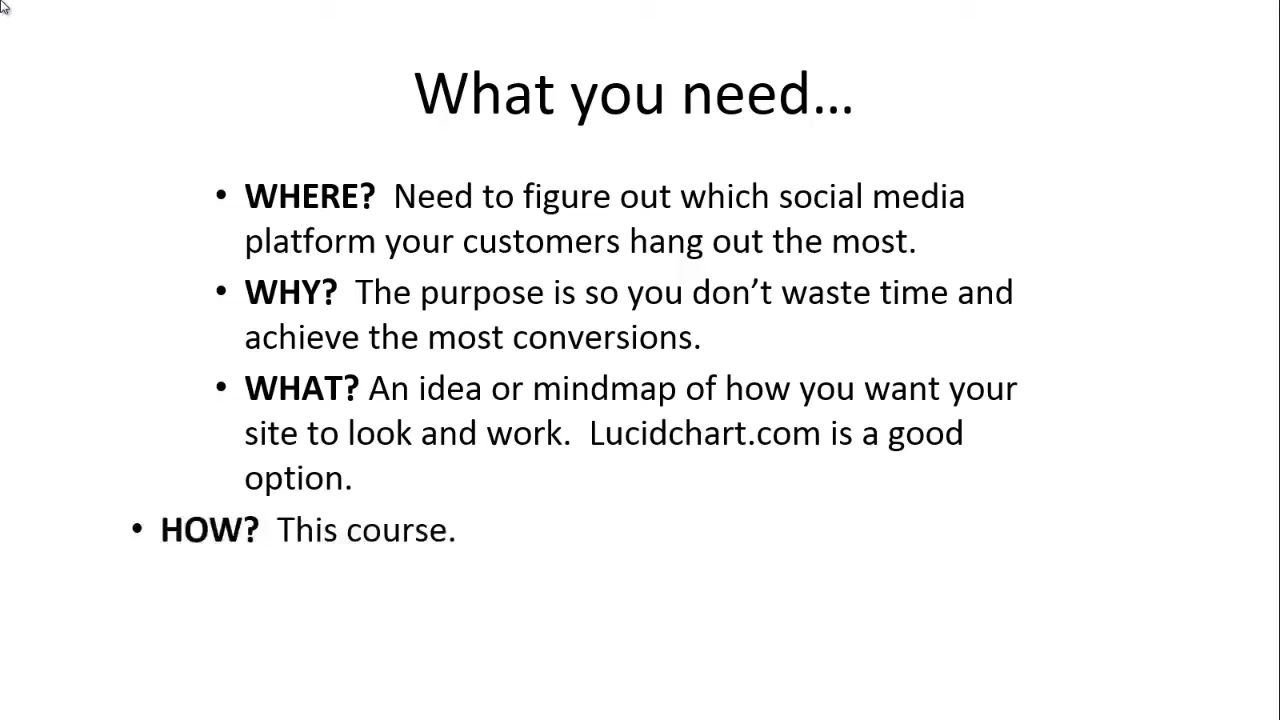 What you need...
• WHERE?  Need to figure out which social media
platform your customers hang out the most.
• WHY?  The purpose is so you don’t waste time and
achieve the most conversions.
• WHAT? An idea or mindmap of how you want your
site to look and work.  Lucidchart.com is a good
option.
• HOW?  This course.